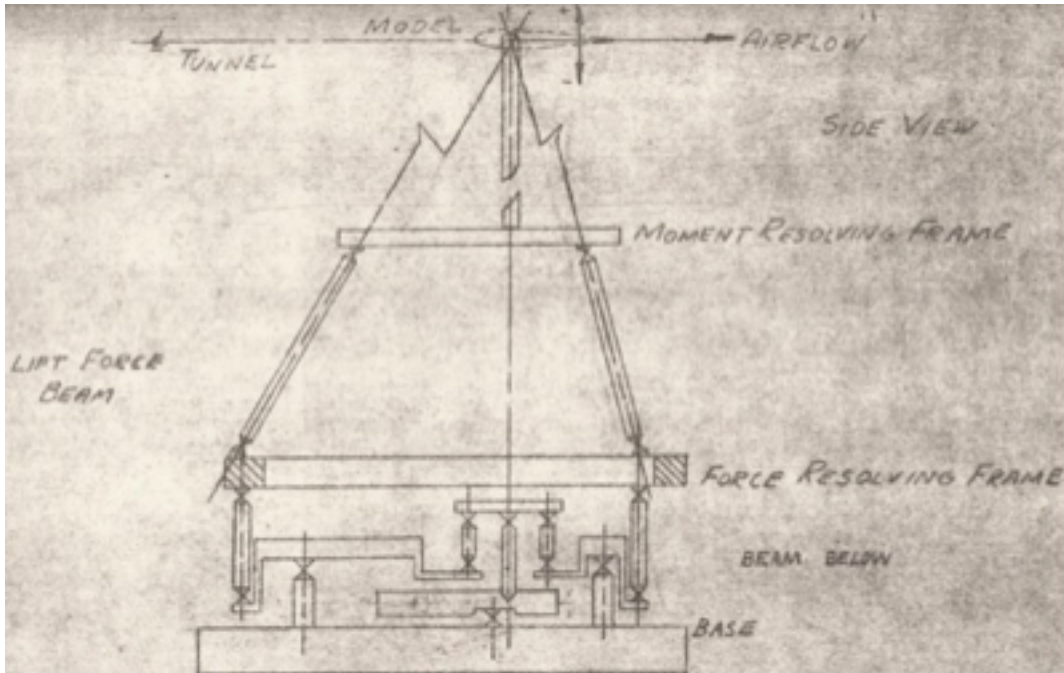 MODEL
AIRFLOW
TUNNEL
SIDE VIEW
MOMENT RESOLVING FRAME
LIFT FORCE
BEAM
FORCE RESOLVING FRAME
BEAM BELOW
BASE